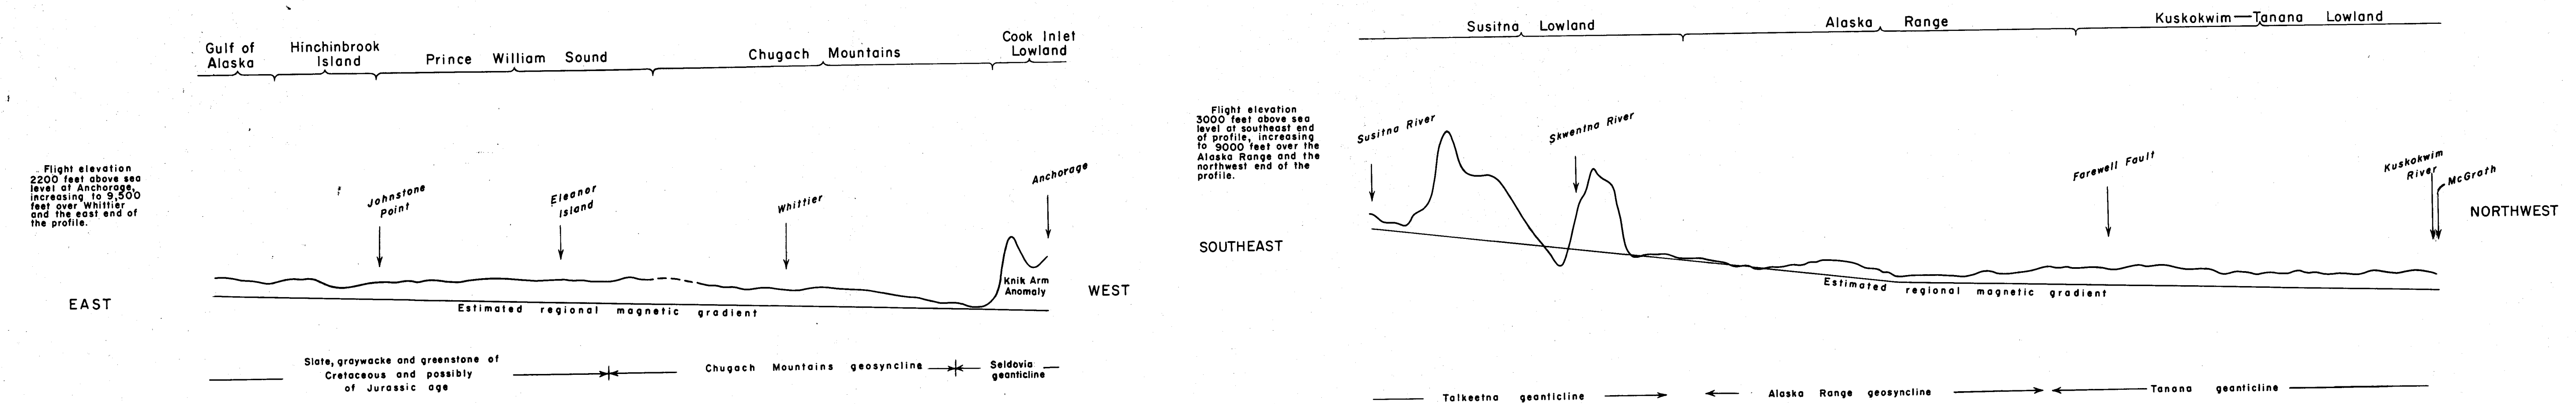 Gulf of
Alaska
Hinchinbrook
Island
Prince William Sound
Chugach Mountains
Cook Inlet
Lowland
Flight elevation
2200 feet above sea
level at Anchorage,
increasing to 9,500
feet over Whittier
and the east end of
the profile.
Johnstone
Point
Eleanor
Island
Whittier
Anchorage
Knik Arm
Anomaly
EAST
WEST
Estimated regional magnetic gradient
Slate, graywacke and greenstone of
Cretaceous and possibly
of Jurassic age
Chugach Mountains geosyncline
Seldovia
geanticline
Susitna Lowland
Alaska Range
Kuskokwim—Tanana Lowland
Flight elevation
3000 feet above sea
level at southeast end
of profile, increasing
to 9000 feet over the
Alaska Range and the
northwest end of the
profile.
Susitna River
Skwentna River
Farewell Fault
Kuskokwim
River
McGrath
SOUTHEAST
NORTHWEST
Estimated regional magnetic gradient
Talkeetna geanticline
Alaska Range geosyncline
Tanana geanticline